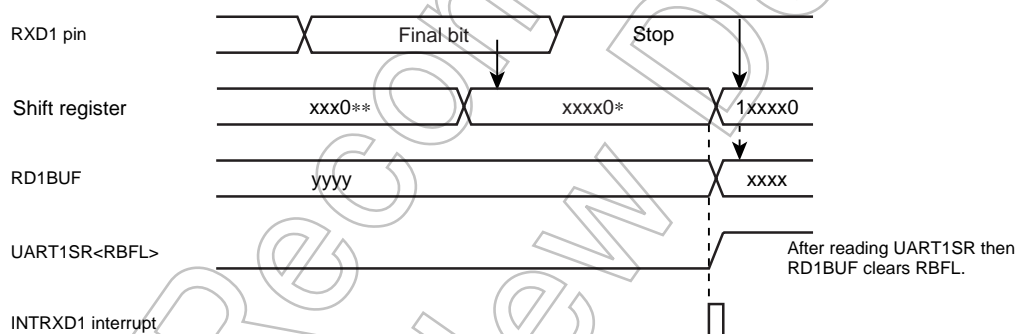 RXD1 pin Final bit Stop
Shift register xxx0** xxxx0* 1xxxx0
RD1BUF yyyy xxxx
UART1SR<RBFL> After reading UART1SR then
RD1BUF clears RBFL.
INTRXD1 interrupt